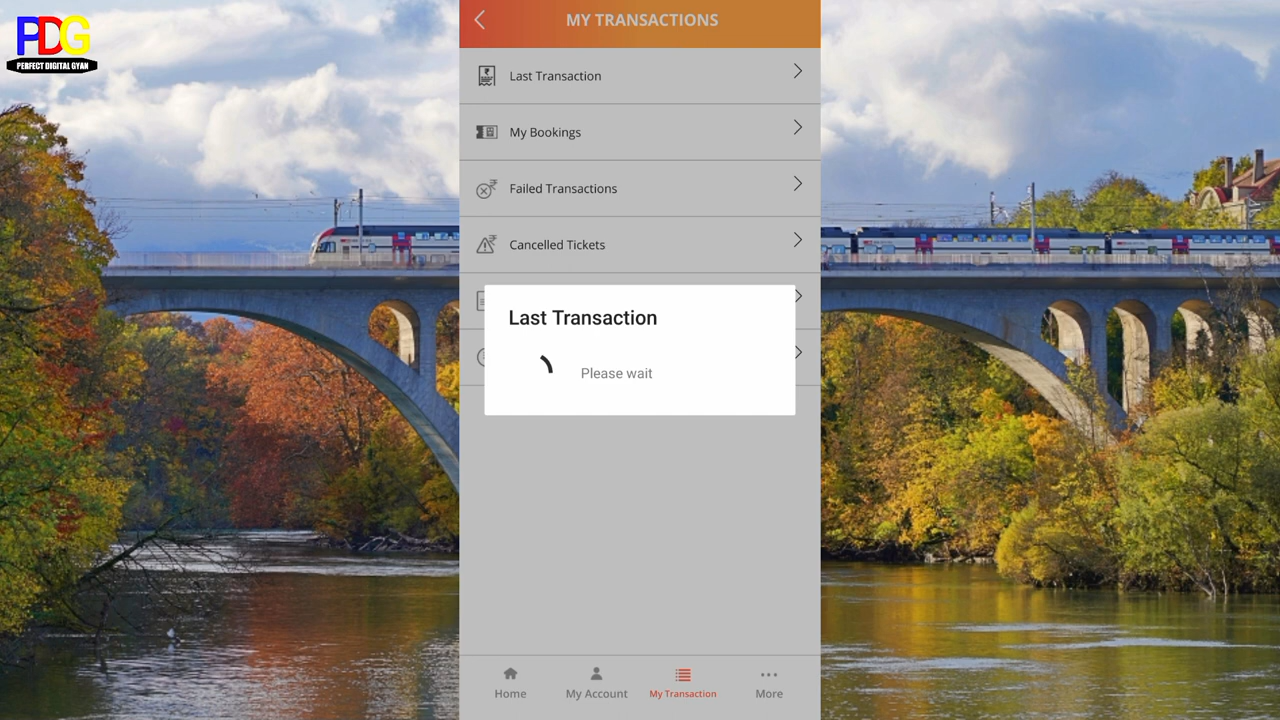 PDG
PERFECT DIGITAL GYAN
MY TRANSACTIONS
Last Transaction
My Bookings
Failed Transactions
Cancelled Tickets
Last Transaction
Please wait
Home
My Account
My Transaction
More